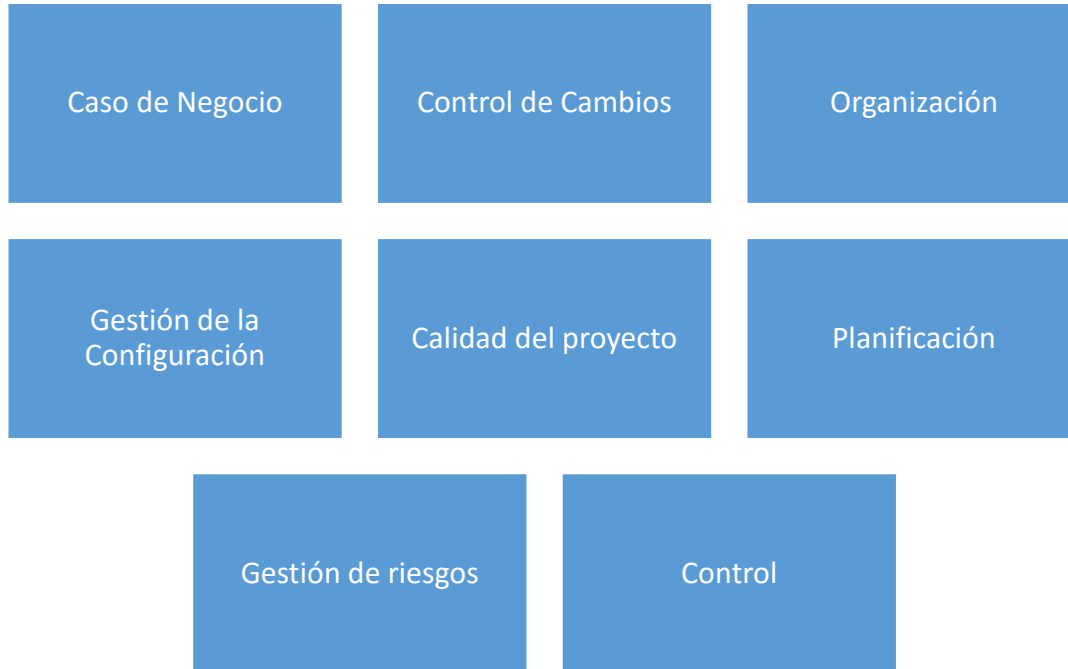 Caso de Negocio
Control de Cambios
Organización
Gestión de la
Configuración
Calidad del proyecto
Planificación
Gestión de riesgos
Control